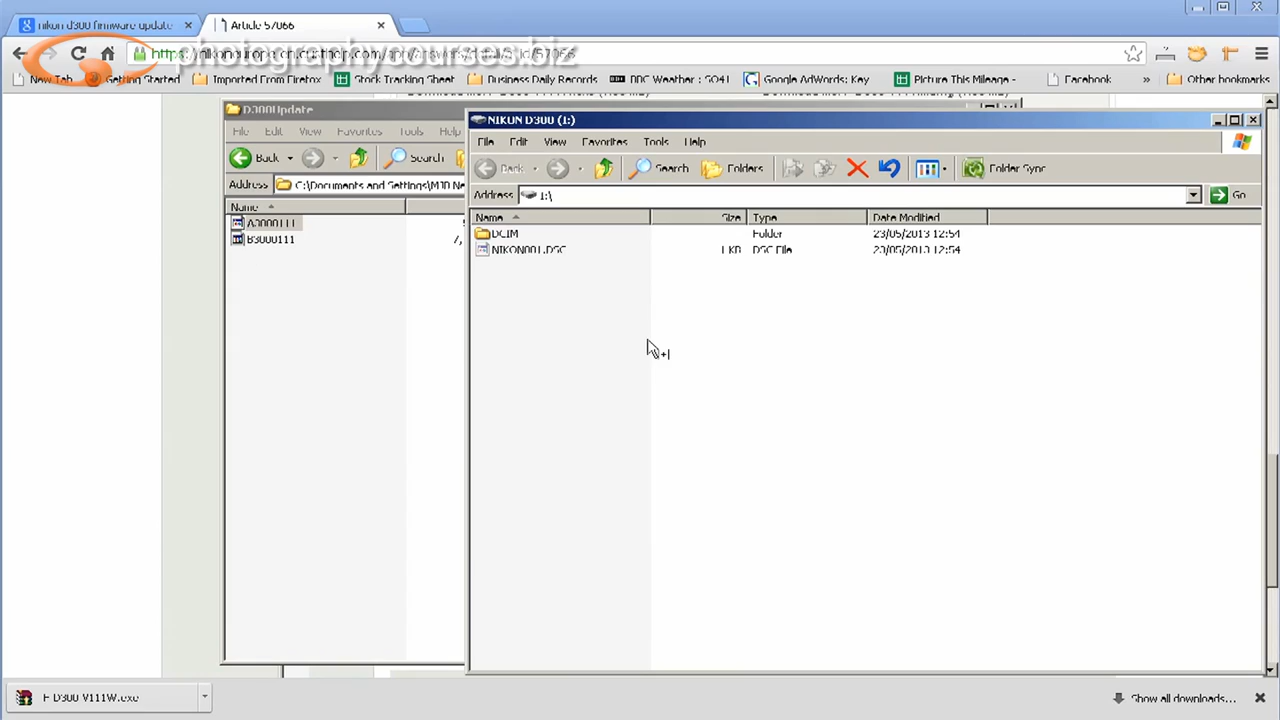 nikon d300 firmware update
Article 57066
photographycourses.biz
New Tab
Getting Started
Imported From Firefox
Stock Tracking Sheet
Business Daily Records
BBC Weather : SO41
Google AdWords: Key
Picture This Mileage -
Facebook
»
Other bookmarks
D300Update
File Edit View Favorites Tools Help
Back
Search
Address C:\Documents and Settings\
Name
A3000111
B3000111
NIKON D300 (I:)
File Edit View Favorites Tools Help
Back
Search
Folders
Folder Sync
Address I:\
Go
Name Size Type Date Modified
DCIM Folder 23/05/2013 12:54
NIKON001.DSC 1 KB DSC File 23/05/2013 12:54
F-D300-V111W.exe
Show all downloads...